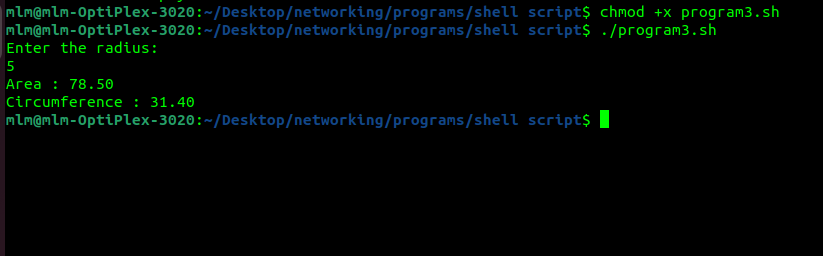 mlm@mlm-OptiPlex-3020:~/Desktop/networking/programs/shell script$ chmod +x program3.sh
mlm@mlm-OptiPlex-3020:~/Desktop/networking/programs/shell script$ ./program3.sh
Enter the radius:
5
Area : 78.50
Circumference : 31.40
mlm@mlm-OptiPlex-3020:~/Desktop/networking/programs/shell script$